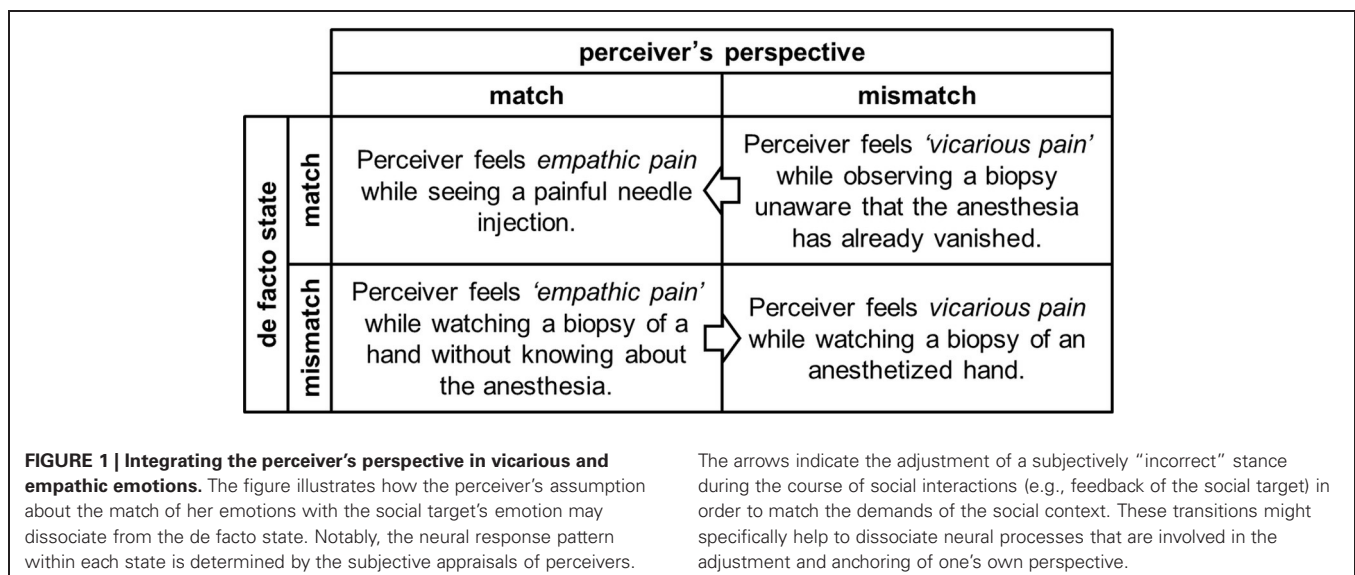 perceiver's perspective
match
mismatch
de facto state
match
Perceiver feels empathic pain
while seeing a painful needle
injection.
Perceiver feels 'vicarious pain'
while observing a biopsy
unaware that the anesthesia
has already vanished.
mismatch
Perceiver feels 'empathic pain'
while watching a biopsy of a
hand without knowing about
the anesthesia.
Perceiver feels vicarious pain
while watching a biopsy of an
anesthetized hand.
FIGURE 1 | Integrating the perceiver's perspective in vicarious and
empathic emotions. The figure illustrates how the perceiver's assumption
about the match of her emotions with the social target's emotion may
dissociate from the de facto state. Notably, the neural response pattern
within each state is determined by the subjective appraisals of perceivers.
The arrows indicate the adjustment of a subjectively "incorrect" stance
during the course of social interactions (e.g., feedback of the social target) in
order to match the demands of the social context. These transitions might
specifically help to dissociate neural processes that are involved in the
adjustment and anchoring of one's own perspective.